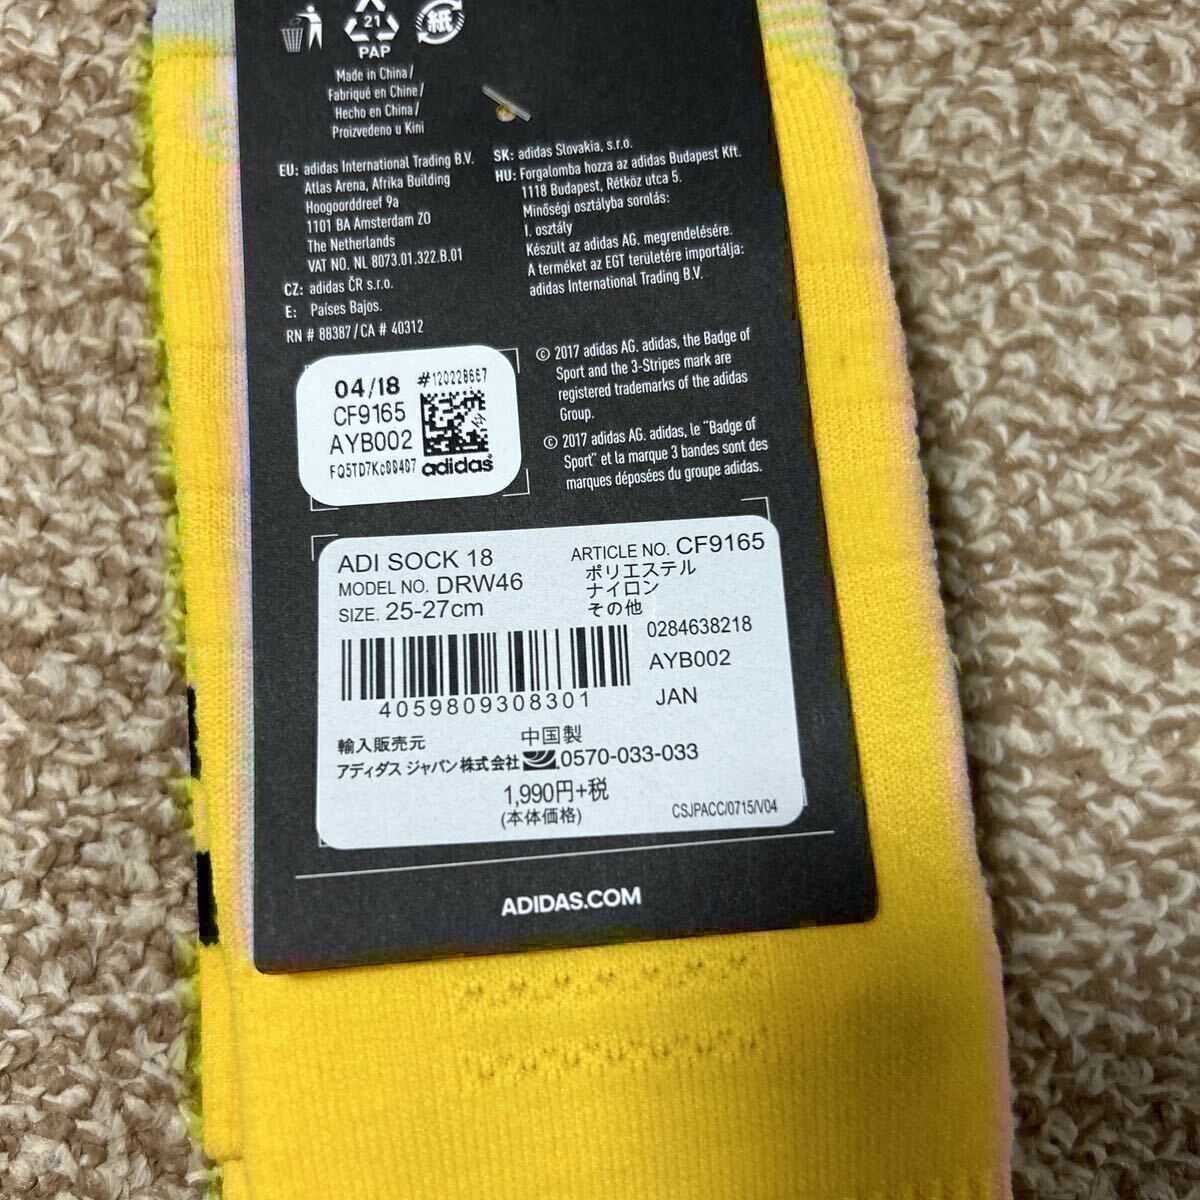 21
PAP
紙
Made in China/
Fabriqué en Chine/
Hecho en China/
Proizvedeno u Kini
EU: adidas International Trading B.V.
Atlas Arena, Afrika Building
Hoogoorddreef 9a
1101 BA Amsterdam ZO
The Netherlands
VAT NO. NL 8073.01.322.B.01
CZ: adidas ČR s.r.o.
E: Países Bajos.
RN # 88387/CA # 40312
SK: adidas Slovakia, s.r.o.
HU: Forgalomba hozza az adidas Budapest Kft.
1118 Budapest, Rétköz utca 5.
Minőségi osztályba sorolás:
I. osztály
Készült az adidas AG. megrendelésére.
A terméket az EGT területére importálja:
adidas International Trading B.V.
© 2017 adidas AG. adidas, the Badge of
Sport and the 3-Stripes mark are
registered trademarks of the adidas
Group.
© 2017 adidas AG. adidas, le "Badge of
Sport" et la marque 3 bandes sont des
marques déposées du groupe adidas.
04/18 #120228667
CF9165
AYB002
FQ5TD7Kc00407 adidas
ADI SOCK 18 ARTICLE NO. CF9165
MODEL NO. DRW46 ポリエステル
SIZE. 25-27cm ナイロン
その他
0284638218
4059809308301 AYB002
JAN
輸入販売元 中国製
アディダス ジャパン株式会社 0570-033-033
1,990円+税
(本体価格) CSJPACC/0715/V04
ADIDAS.COM